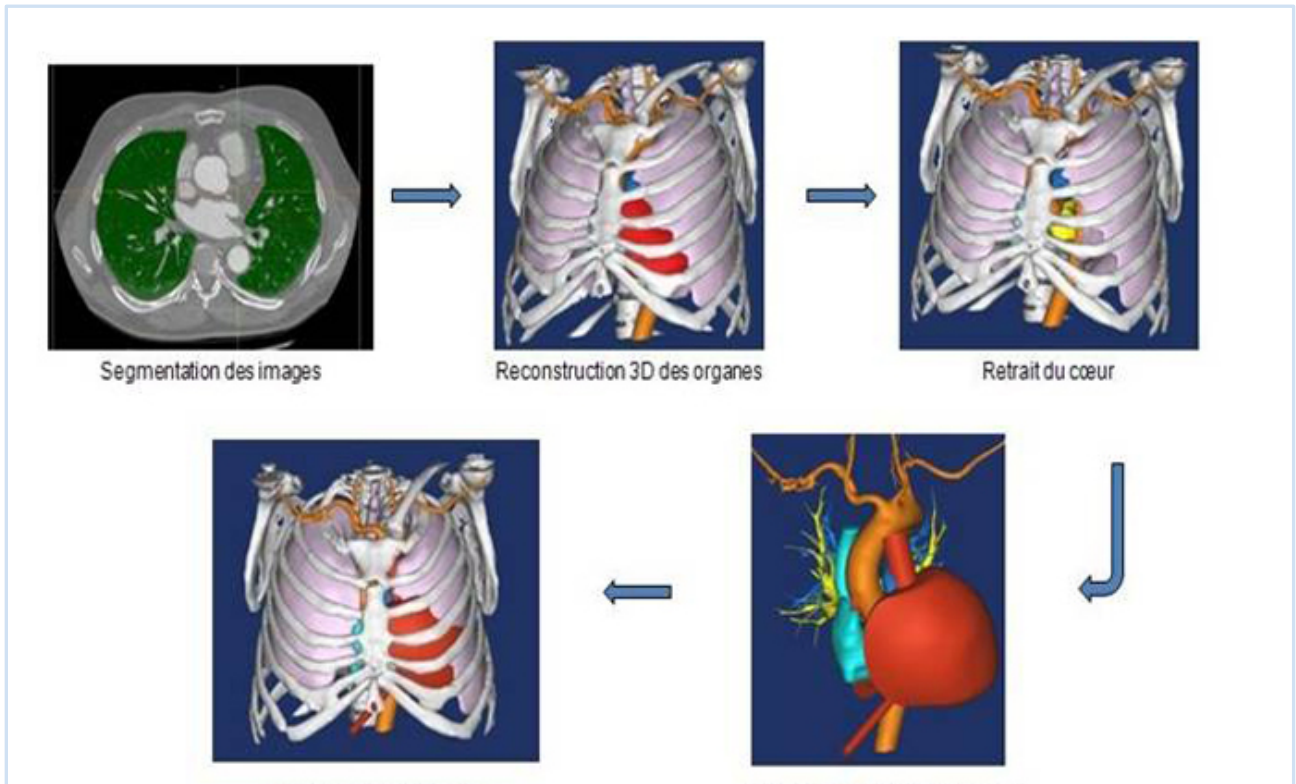 Segmentation des images
Reconstruction 3D des organes
Retrait du cœur